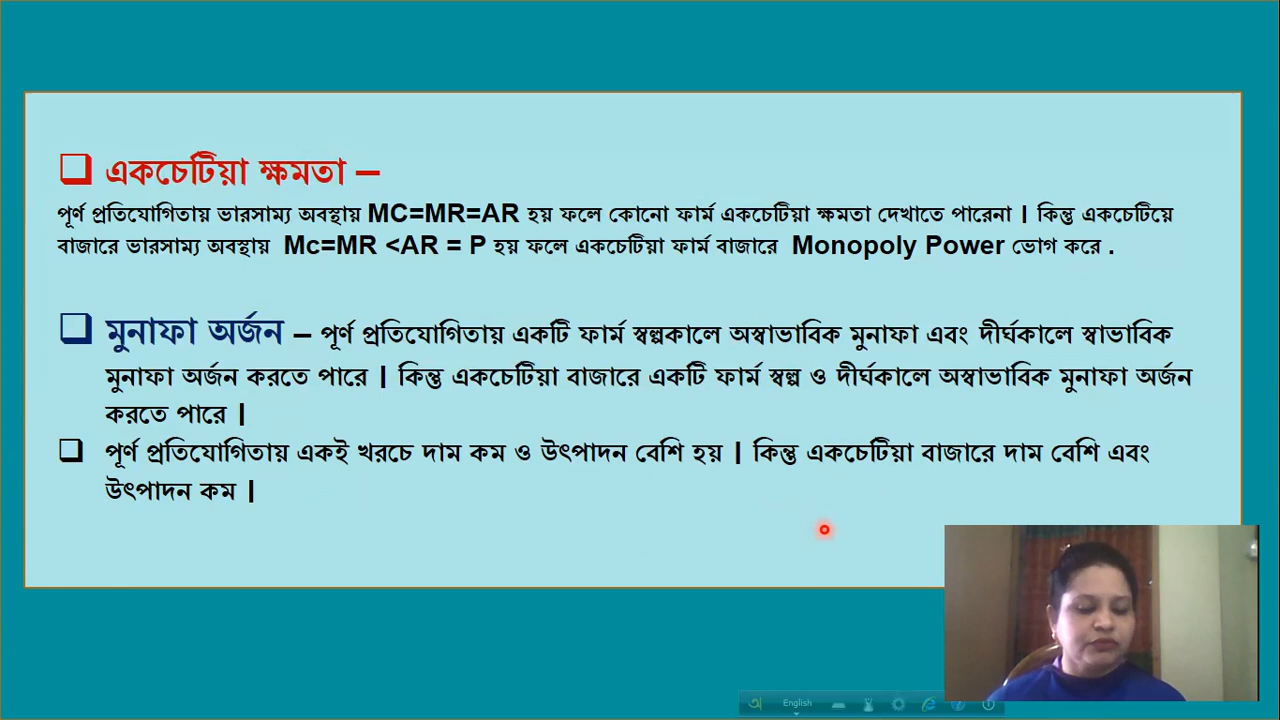 ❑ একচেটিয়া ক্ষমতা –
পূর্ণ প্রতিযোগিতায় ভারসাম্য অবস্থায় MC=MR=AR হয় ফলে কোনো ফার্ম একচেটিয়া ক্ষমতা দেখাতে পারেনা | কিন্তু একচেটিয়ে
বাজারে ভারসাম্য অবস্থায় Mc=MR <AR = P হয় ফলে একচেটিয়া ফার্ম বাজারে Monopoly Power ভোগ করে .
❑ মুনাফা অর্জন – পূর্ণ প্রতিযোগিতায় একটি ফার্ম স্বল্পকালে অস্বাভাবিক মুনাফা এবং দীর্ঘকালে স্বাভাবিক
মুনাফা অর্জন করতে পারে | কিন্তু একচেটিয়া বাজারে একটি ফার্ম স্বল্প ও দীর্ঘকালে অস্বাভাবিক মুনাফা অর্জন
করতে পারে |
❑ পূর্ণ প্রতিযোগিতায় একই খরচে দাম কম ও উৎপাদন বেশি হয় | কিন্তু একচেটিয়া বাজারে দাম বেশি এবং
উৎপাদন কম |
অ English